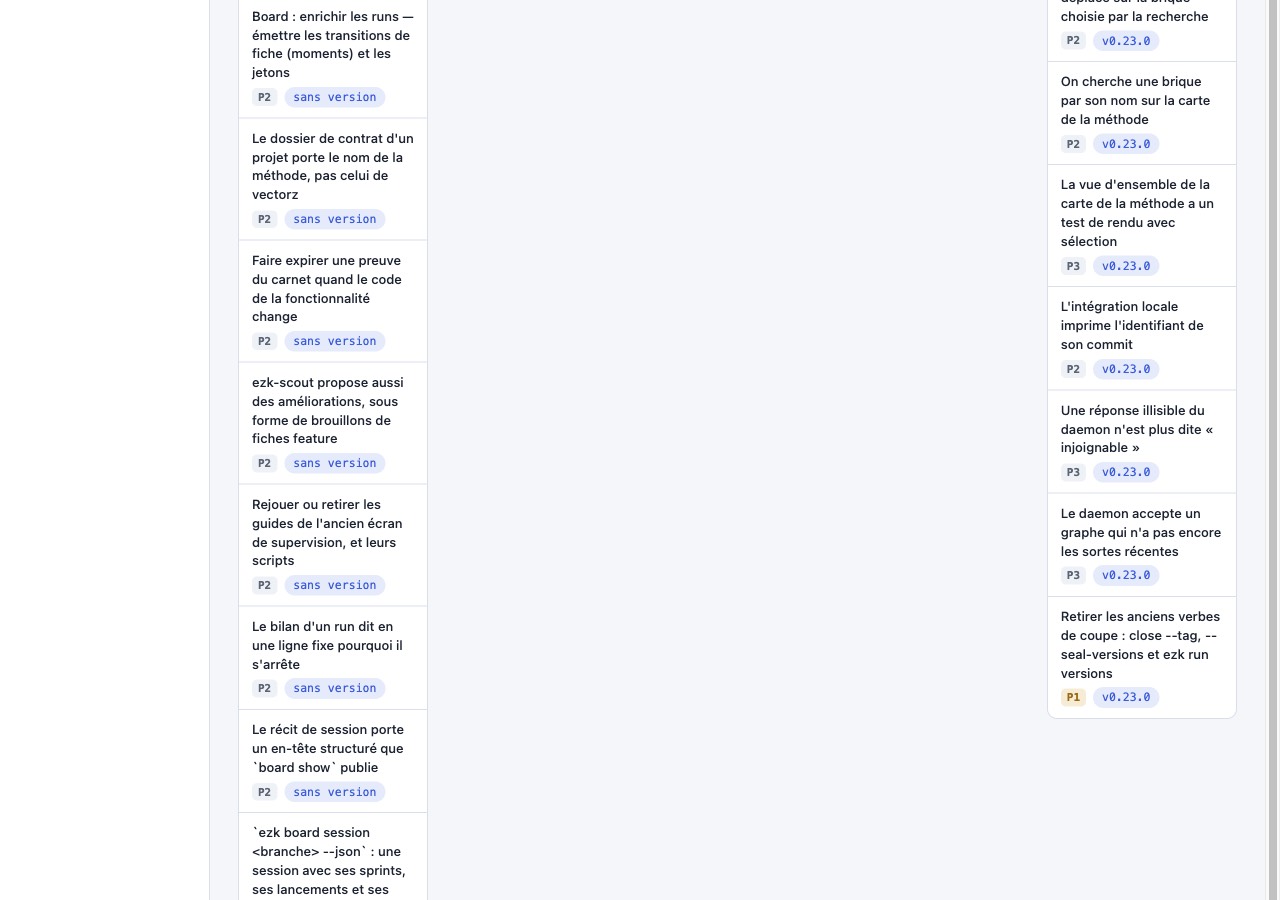 Board : enrichir les runs —
émettre les transitions de
fiche (moments) et les
jetons
P2 sans version
Le dossier de contrat d'un
projet porte le nom de la
méthode, pas celui de
vectorz
P2 sans version
Faire expirer une preuve
du carnet quand le code
de la fonctionnalité
change
P2 sans version
ezk-scout propose aussi
des améliorations, sous
forme de brouillons de
fiches feature
P2 sans version
Rejouer ou retirer les
guides de l'ancien écran
de supervision, et leurs
scripts
P2 sans version
Le bilan d'un run dit en
une ligne fixe pourquoi il
s'arrête
P2 sans version
Le récit de session porte
un en-tête structuré que
`board show` publie
P2 sans version
`ezk board session
<branche> --json` : une
session avec ses sprints,
ses lancements et ses
choisie par la recherche
P2 v0.23.0
On cherche une brique
par son nom sur la carte
de la méthode
P2 v0.23.0
La vue d'ensemble de la
carte de la méthode a un
test de rendu avec
sélection
P3 v0.23.0
L'intégration locale
imprime l'identifiant de
son commit
P2 v0.23.0
Une réponse illisible du
daemon n'est plus dite «
injoignable »
P3 v0.23.0
Le daemon accepte un
graphe qui n'a pas encore
les sortes récentes
P3 v0.23.0
Retirer les anciens verbes
de coupe : close --tag, --
seal-versions et ezk run
versions
P1 v0.23.0